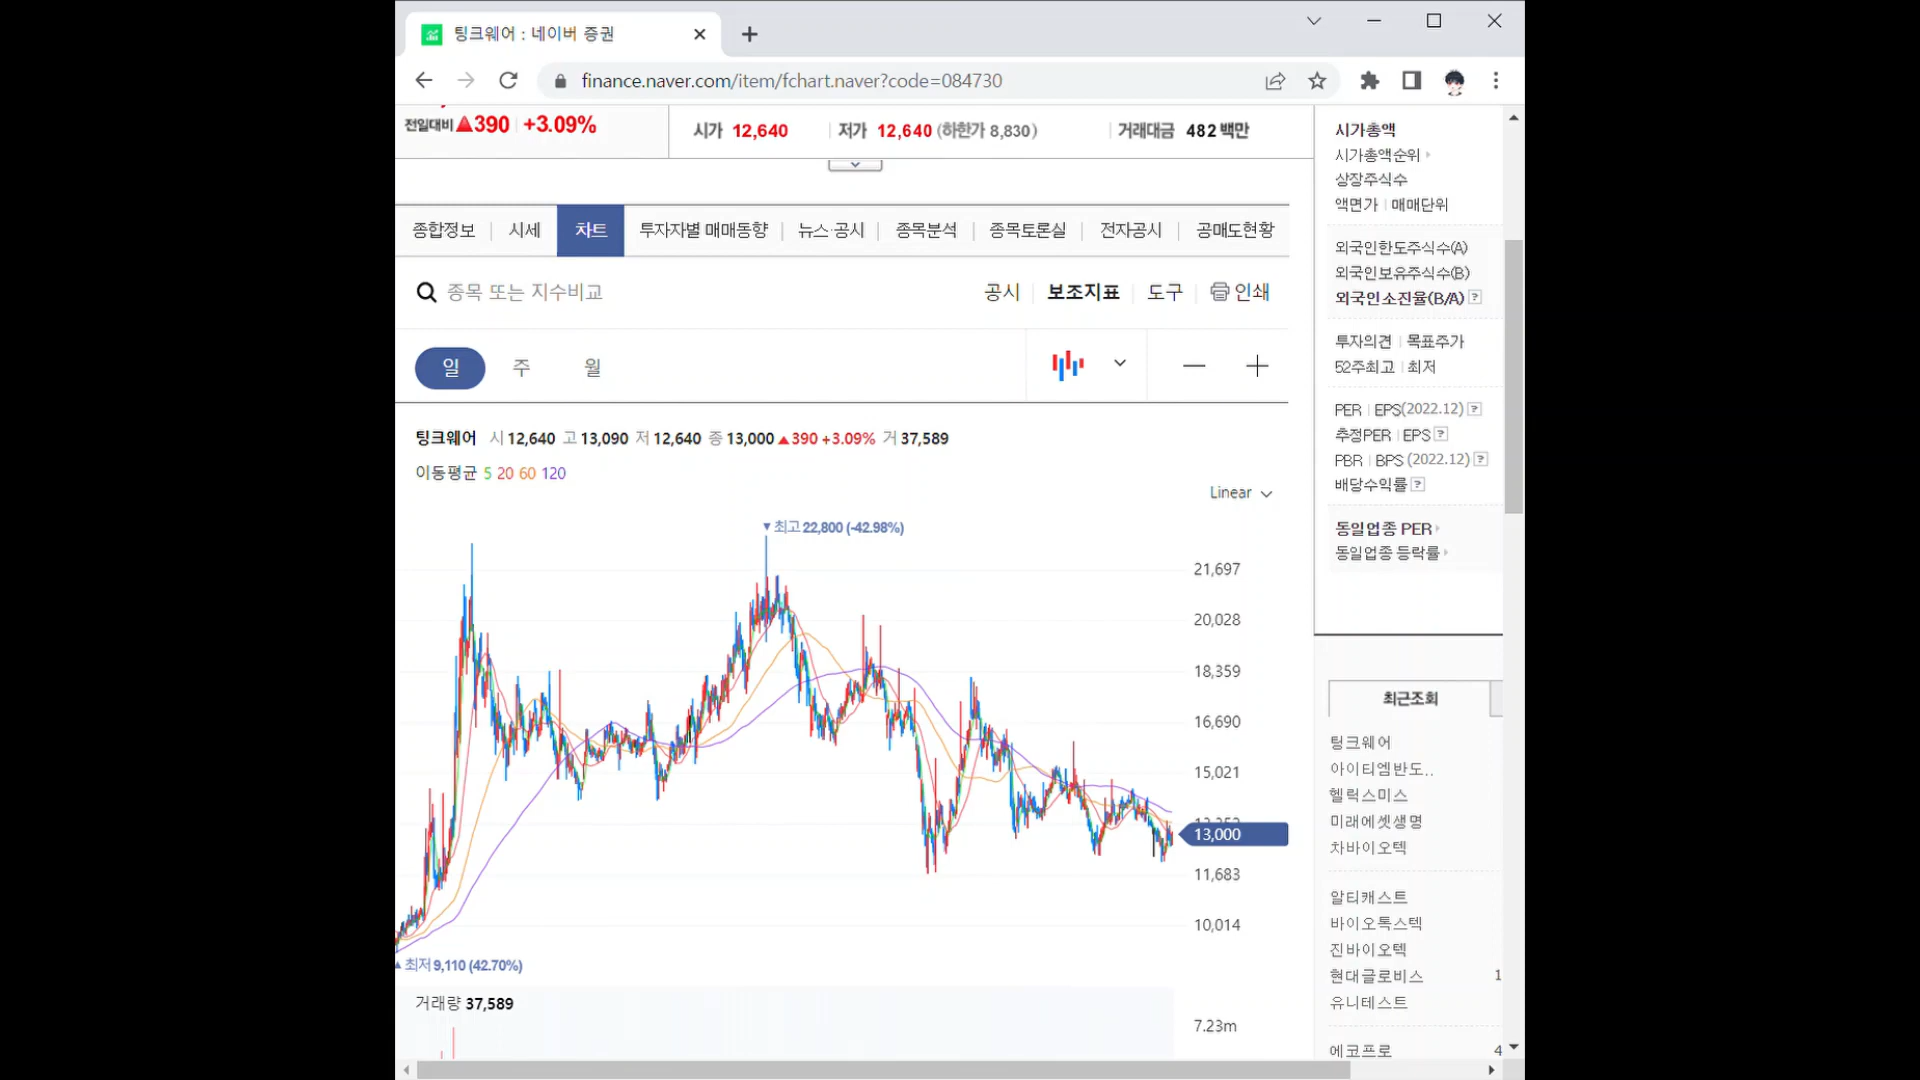 팅크웨어 : 네이버 증권
finance.naver.com/item/fchart.naver?code=084730
전일대비 ▲390 +3.09%
시가 12,640 저가 12,640 (하한가 8,830) 거래대금 482 백만
종합정보 시세 차트 투자자별 매매동향 뉴스·공시 종목분석 종목토론실 전자공시 공매도현황
종목 또는 지수비교 공시 보조지표 도구 인쇄
일 주 월
팅크웨어 시 12,640 고 13,090 저 12,640 종 13,000 ▲390 +3.09% 거 37,589
이동평균 5 20 60 120
Linear
▼최고 22,800 (-42.98%)
21,697
20,028
18,359
16,690
15,021
13,000
11,683
10,014
▲최저 9,110 (42.70%)
거래량 37,589
7.23m
시가총액
시가총액순위
상장주식수
액면가 매매단위
외국인한도주식수(A)
외국인보유주식수(B)
외국인소진율(B/A) ?
투자의견 목표주가
52주최고 최저
PER EPS(2022.12) ?
추정PER EPS ?
PBR BPS (2022.12) ?
배당수익률 ?
동일업종 PER
동일업종 등락률
최근조회
팅크웨어
아이티엠반도..
헬릭스미스
미래에셋생명
차바이오텍
알티캐스트
바이오톡스텍
진바이오텍
현대글로비스 1
유니테스트
에코프로 4